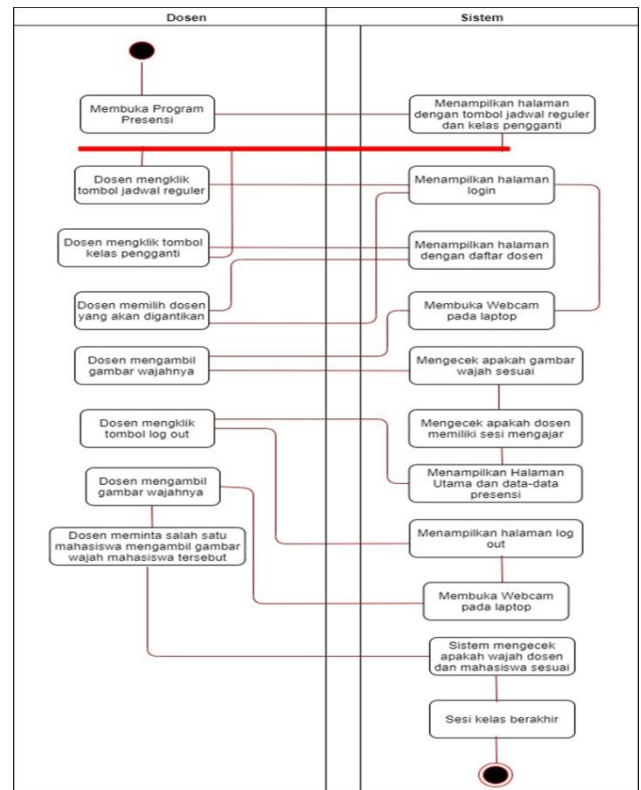 Dosen
Sistem
Membuka Program
Presensi
Menampilkan halaman
dengan tombol jadwal reguler
dan kelas pengganti
Dosen mengklik
tombol jadwal reguler
Menampilkan halaman
login
Dosen mengklik tombol
kelas pengganti
Menampilkan halaman
dengan daftar dosen
Dosen memilih dosen
yang akan digantikan
Membuka Webcam
pada laptop
Dosen mengambil
gambar wajahnya
Mengecek apakah gambar
wajah sesuai
Dosen mengklik
tombol log out
Mengecek apakah dosen
memiliki sesi mengajar
Dosen mengambil
gambar wajahnya
Menampilkan Halaman
Utama dan data-data
presensi
Dosen meminta salah satu
mahasiswa mengambil gambar
wajah mahasiswa tersebut
Menampilkan halaman log
out
Membuka Webcam
pada laptop
Sistem mengecek
apakah wajah dosen
dan mahasiswa sesuai
Sesi kelas berakhir